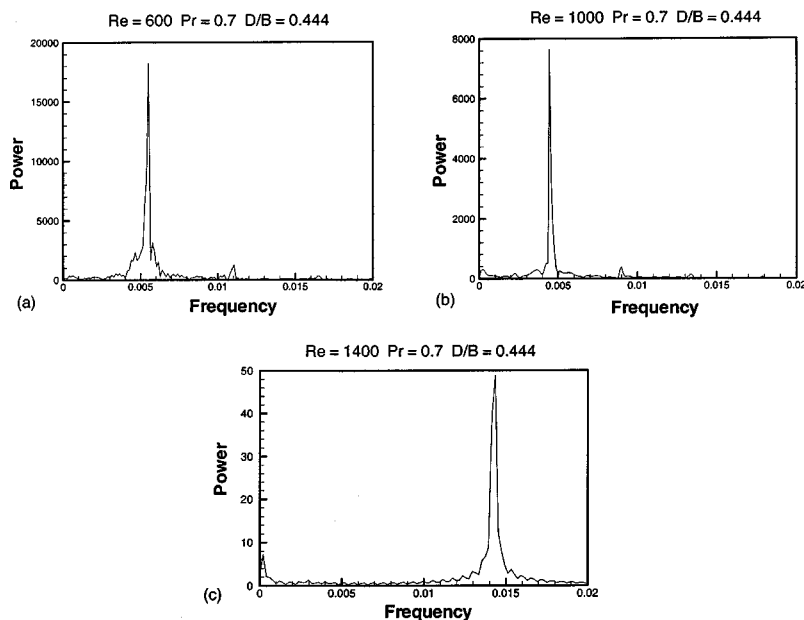 Re = 600 Pr = 0.7 D/B = 0.444
20000
15000
10000
5000
0
Power
0
0.005
0.01
0.015
0.02
(a)
Frequency
Re = 1000 Pr = 0.7 D/B = 0.444
8000
6000
4000
2000
0
Power
0
0.005
0.01
0.015
0.02
(b)
Frequency
Re = 1400 Pr = 0.7 D/B = 0.444
50
40
30
20
10
0
Power
0
0.005
0.01
0.015
0.02
(c)
Frequency